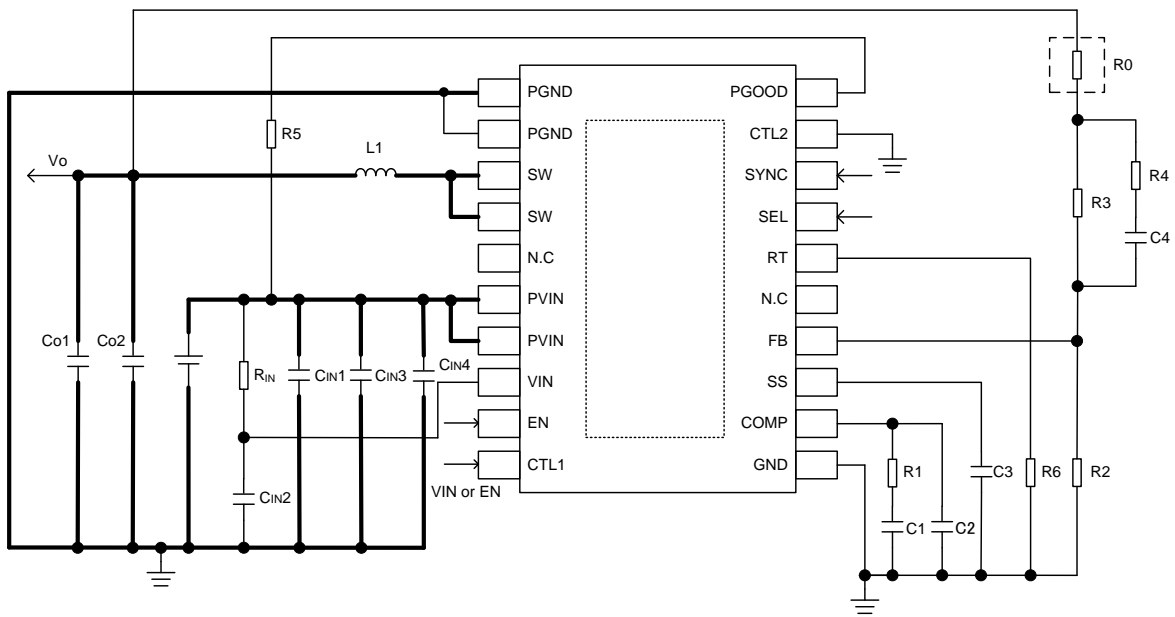 PGND
PGOOD
R0
PGND
CTL2
R5
Vo
L1
SW
SYNC
R4
SW
SEL
R3
C4
N.C
RT
PVIN
N.C
Co1
Co2
PVIN
FB
RIN
CIN1
CIN3
CIN4
VIN
SS
EN
COMP
CTL1
GND
R1
C3
R6
R2
VIN or EN
CIN2
C1
C2